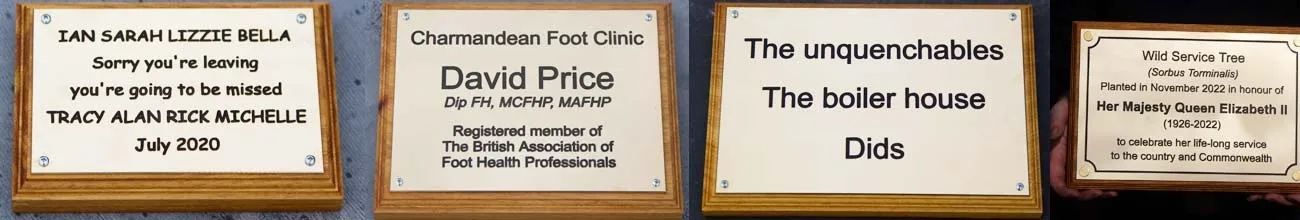 IAN SARAH LIZZIE BELLA
Sorry you're leaving
you're going to be missed
TRACY ALAN RICK MICHELLE
July 2020
Charmandean Foot Clinic
David Price
Dip FH, MCFHP, MAFHP
Registered member of
The British Association of
Foot Health Professionals
The unquenchables
The boiler house
Dids
Wild Service Tree
(Sorbus Torminalis)
Planted in November 2022 in honour of
Her Majesty Queen Elizabeth II
(1926-2022)
to celebrate her life-long service
to the country and Commonwealth